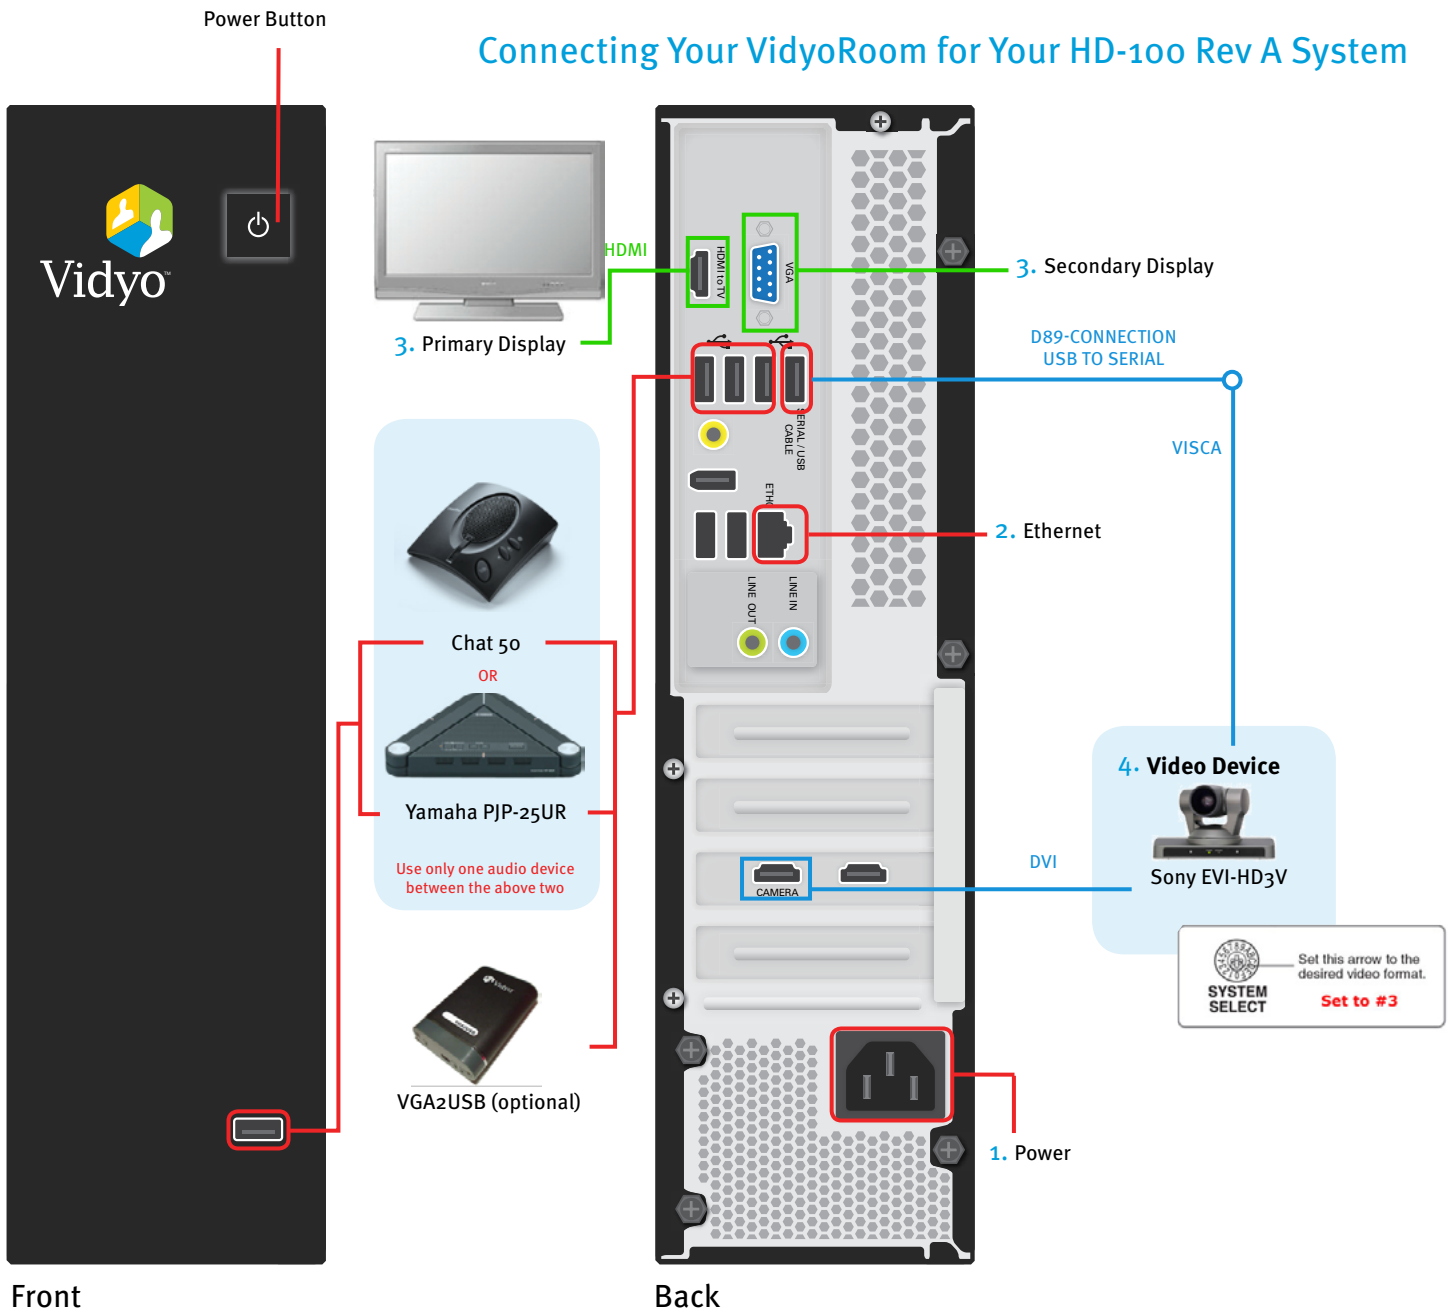 Power Button
Connecting Your VidyoRoom for Your HD-100 Rev A System
Vidyo™
HDMI
HDMI to TV
VGA
3. Primary Display
3. Secondary Display
D89-CONNECTION
USB TO SERIAL
SERIAL / USB
CABLE
VISCA
ETHO
2. Ethernet
LINE OUT
LINE IN
Chat 50
OR
Yamaha PJP-25UR
Use only one audio device
between the above two
4. Video Device
Sony EVI-HD3V
DVI
CAMERA
SYSTEM
SELECT
Set this arrow to the
desired video format.
Set to #3
Vidyo
VGA2USB (optional)
1. Power
Front
Back